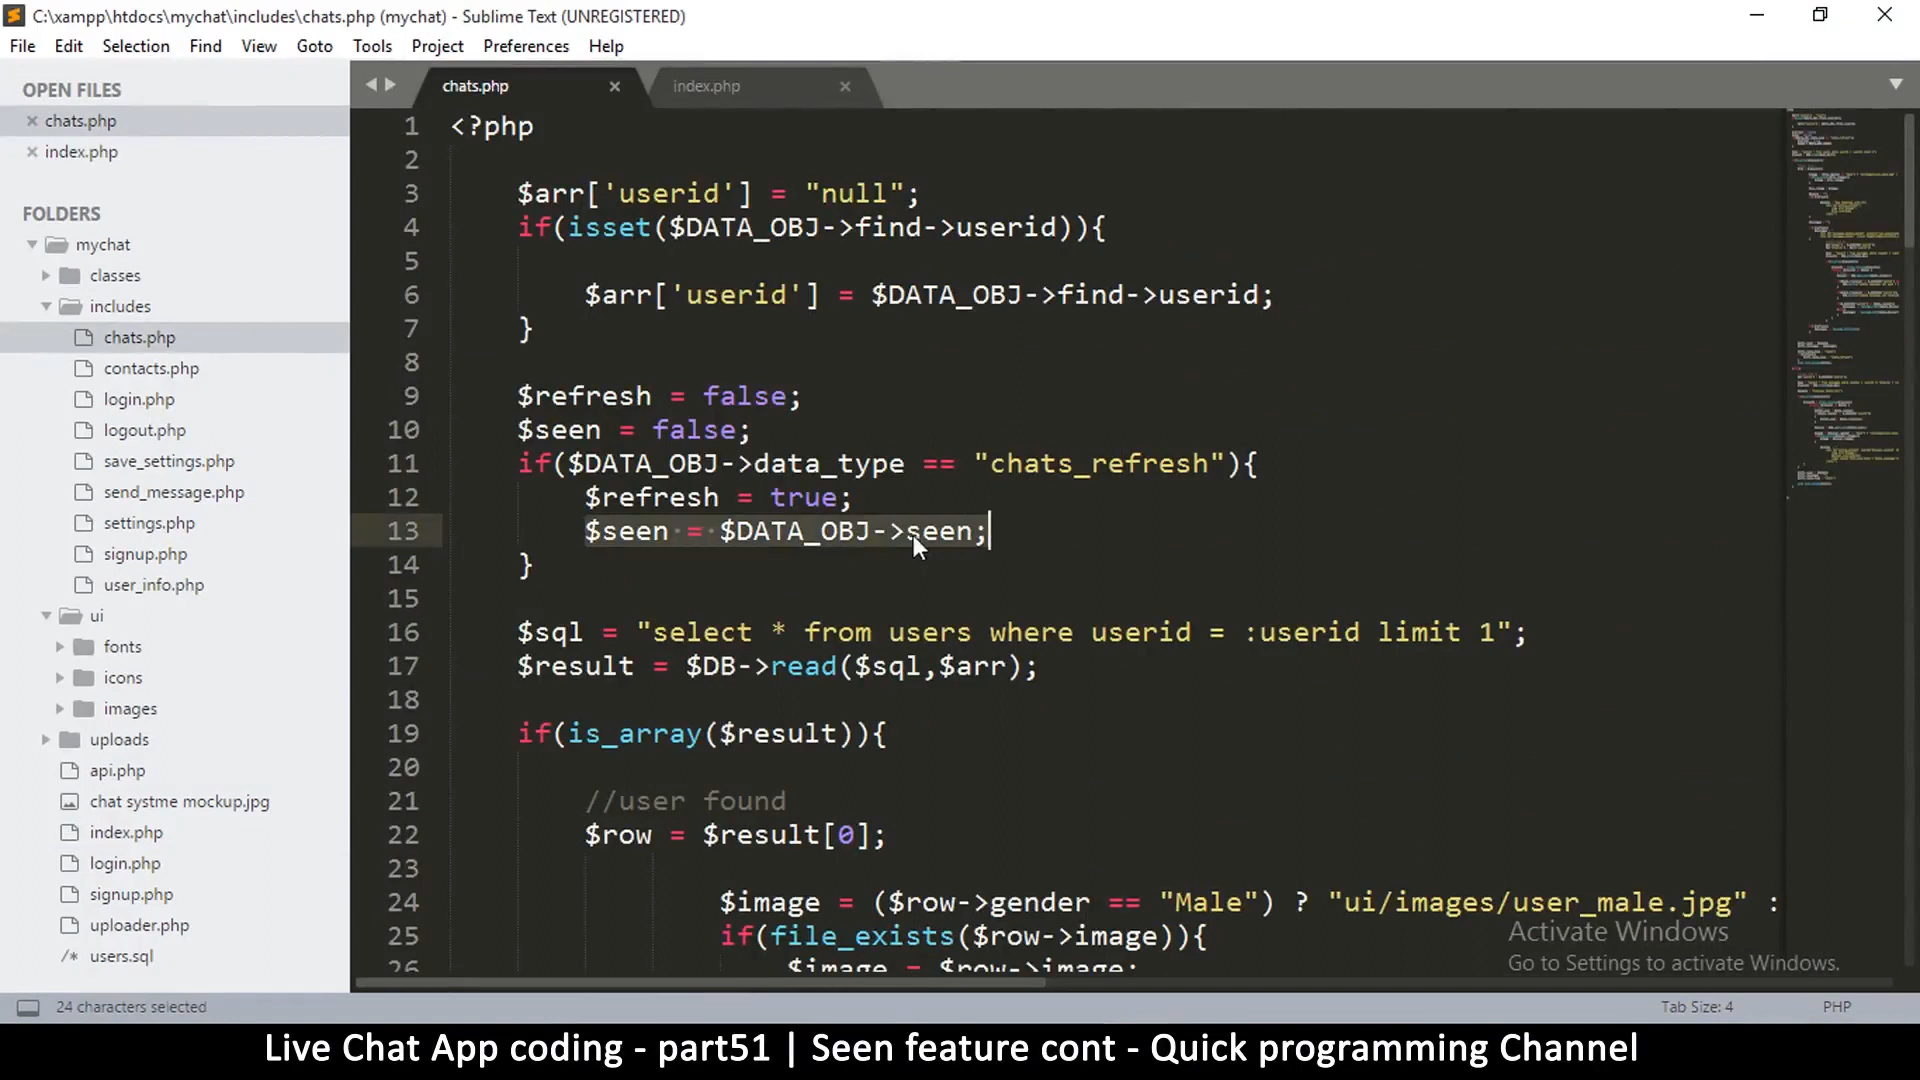 C:\xampp\htdocs\mychat\includes\chats.php (mychat) - Sublime Text (UNREGISTERED)
File Edit Selection Find View Goto Tools Project Preferences Help
OPEN FILES
chats.php
index.php
FOLDERS
mychat
classes
includes
chats.php
contacts.php
login.php
logout.php
save_settings.php
send_message.php
settings.php
signup.php
user_info.php
ui
fonts
icons
images
uploads
api.php
chat systme mockup.jpg
index.php
login.php
signup.php
uploader.php
/* users.sql
chats.php
index.php
1 <?php
2
3 $arr['userid'] = "null";
4 if(isset($DATA_OBJ->find->userid)){
5
6 $arr['userid'] = $DATA_OBJ->find->userid;
7 }
8
9 $refresh = false;
10 $seen = false;
11 if($DATA_OBJ->data_type == "chats_refresh"){
12 $refresh = true;
13 $seen = $DATA_OBJ->seen;
14 }
15
16 $sql = "select * from users where userid = :userid limit 1";
17 $result = $DB->read($sql,$arr);
18
19 if(is_array($result)){
20
21 //user found
22 $row = $result[0];
23
24 $image = ($row->gender == "Male") ? "ui/images/user_male.jpg" :
25 if(file_exists($row->image)){
26 $image = $row->image;
Activate Windows
Go to Settings to activate Windows.
24 characters selected
Tab Size: 4
PHP
Live Chat App coding - part51 | Seen feature cont - Quick programming Channel